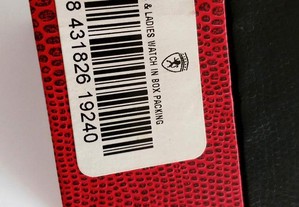 & LADIES WATCH IN BOX PACKING
8 431826 19240